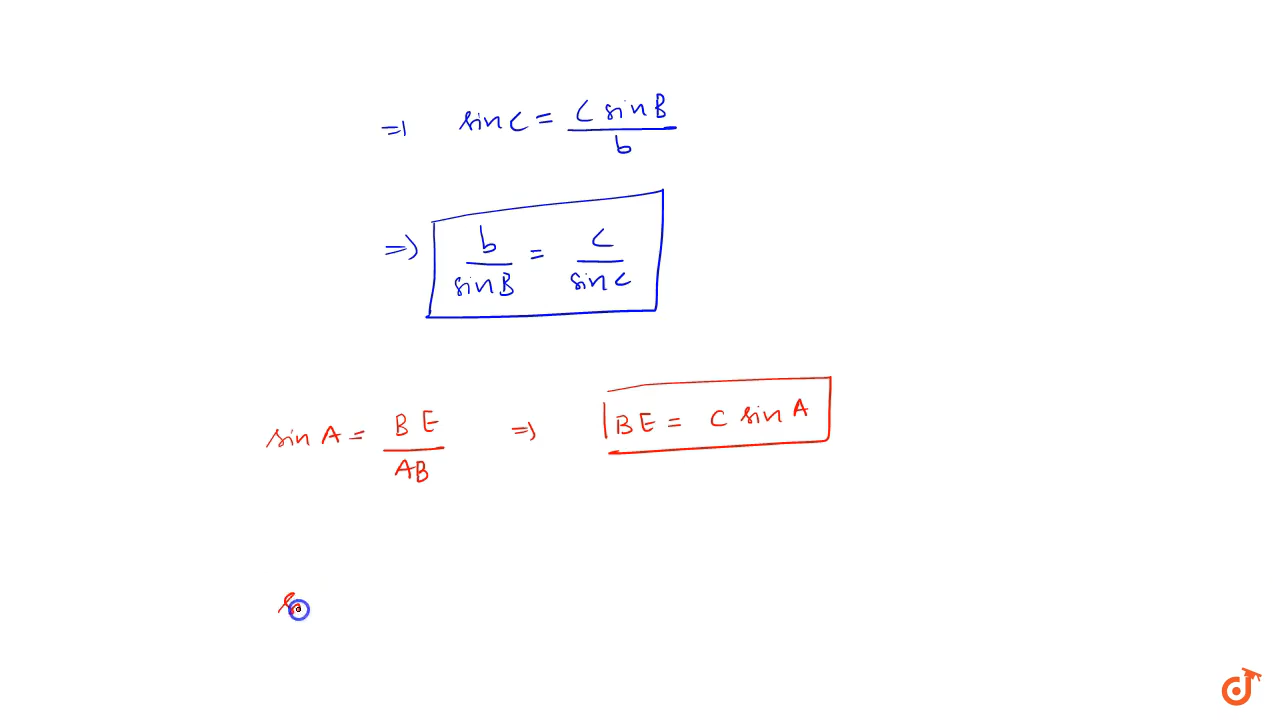 ⇒ sin C = c sin B / b
⇒ b / sin B = c / sin C
sin A = BE / AB ⇒ BE = c sin A